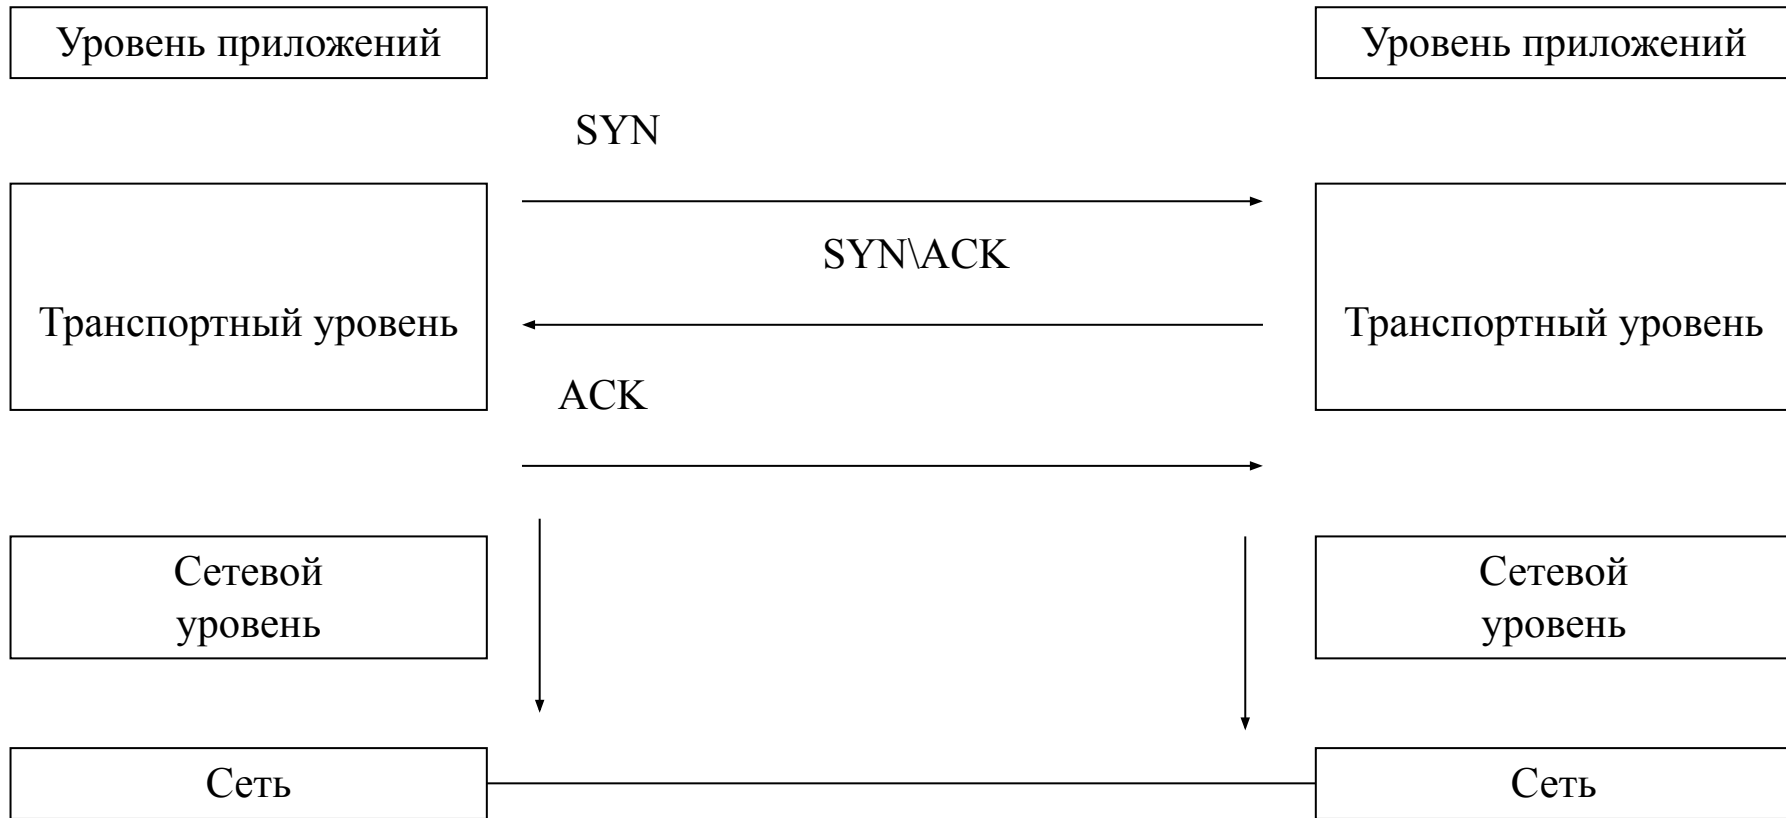 Уровень приложений
Уровень приложений
SYN
SYN\ACK
Транспортный уровень
Транспортный уровень
ACK
Сетевой
уровень
Сетевой
уровень
Сеть
Сеть